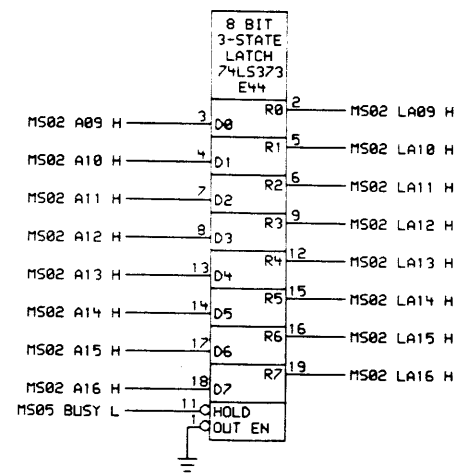 8 BIT
3-STATE
LATCH
74LS373
E44
MS02 A09 H 3 D0 R0 2 MS02 LA09 H
MS02 A10 H 4 D1 R1 5 MS02 LA10 H
MS02 A11 H 7 D2 R2 6 MS02 LA11 H
MS02 A12 H 8 D3 R3 9 MS02 LA12 H
MS02 A13 H 13 D4 R4 12 MS02 LA13 H
MS02 A14 H 14 D5 R5 15 MS02 LA14 H
MS02 A15 H 17 D6 R6 16 MS02 LA15 H
MS02 A16 H 18 D7 R7 19 MS02 LA16 H
MS05 BUSY L 11 HOLD
1 OUT EN